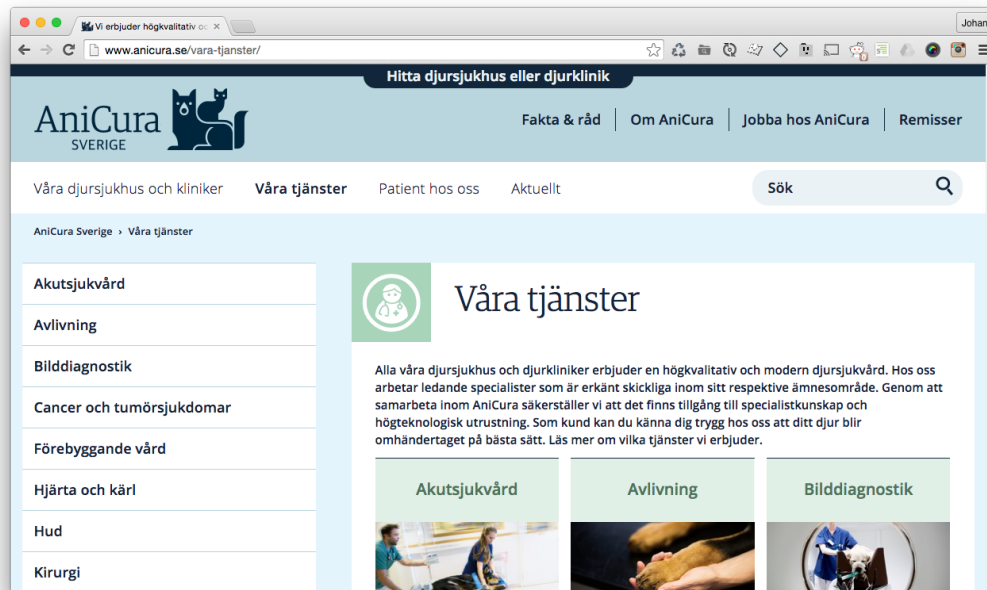 Vi erbjuder högkvalitativ oc
Johan
www.anicura.se/vara-tjanster/
Hitta djursjukhus eller djurklinik
AniCura
SVERIGE
Fakta & råd
Om AniCura
Jobba hos AniCura
Remisser
Våra djursjukhus och kliniker
Våra tjänster
Patient hos oss
Aktuellt
Sök
AniCura Sverige › Våra tjänster
Akutsjukvård
Avlivning
Bilddiagnostik
Cancer och tumörsjukdomar
Förebyggande vård
Hjärta och kärl
Hud
Kirurgi
Våra tjänster
Alla våra djursjukhus och djurkliniker erbjuder en högkvalitativ och modern djursjukvård. Hos oss
arbetar ledande specialister som är erkänt skickliga inom sitt respektive ämnesområde. Genom att
samarbeta inom AniCura säkerställer vi att det finns tillgång till specialistkunskap och
högteknologisk utrustning. Som kund kan du känna dig trygg hos oss att ditt djur blir
omhändertaget på bästa sätt. Läs mer om vilka tjänster vi erbjuder.
Akutsjukvård
Avlivning
Bilddiagnostik